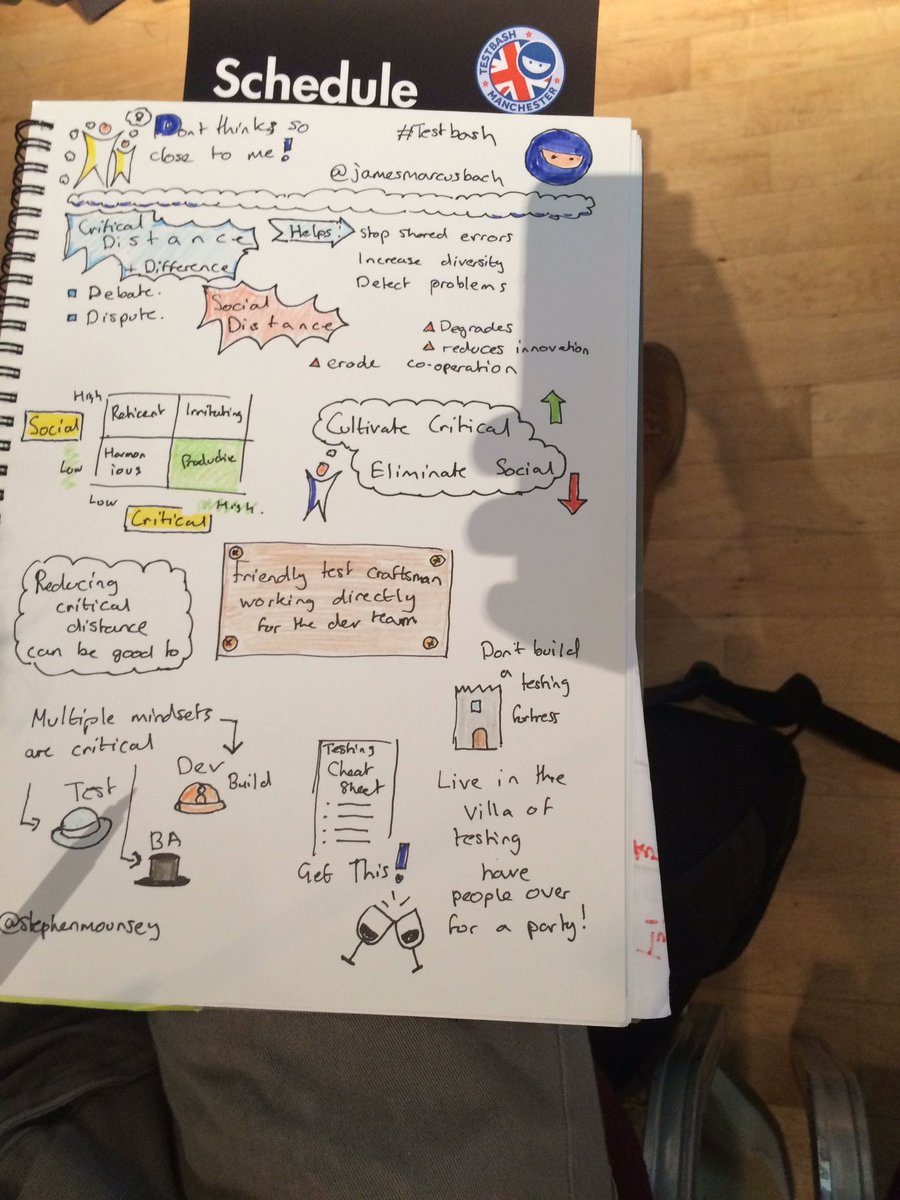 Schedule
TESTBASH
MANCHESTER
Dont thinks so
close to me!
#Testbash
@jamesmarcusbach
Critical
Distance
+ Difference
Helps:
Stop shared errors
Increase diversity
Detect problems
Debate.
Dispute.
Social
Distance
Degrades
reduces innovation
erode co-operation
High
Reticent
Irritating
Social
Low
Harmon
ious
Productive
Low
High.
Critical
Cultivate Critical
Eliminate Social
Reducing
critical
distance
can be good to
Friendly test craftsman
working directly
for the dev team
Don't build
a testing
fortress
Multiple mindsets
are critical
Test
Dev
Build
BA
Testing
Cheat
Sheet
Get This!
Live in the
villa of
testing
have
people over
for a party!
@stephenmounsey